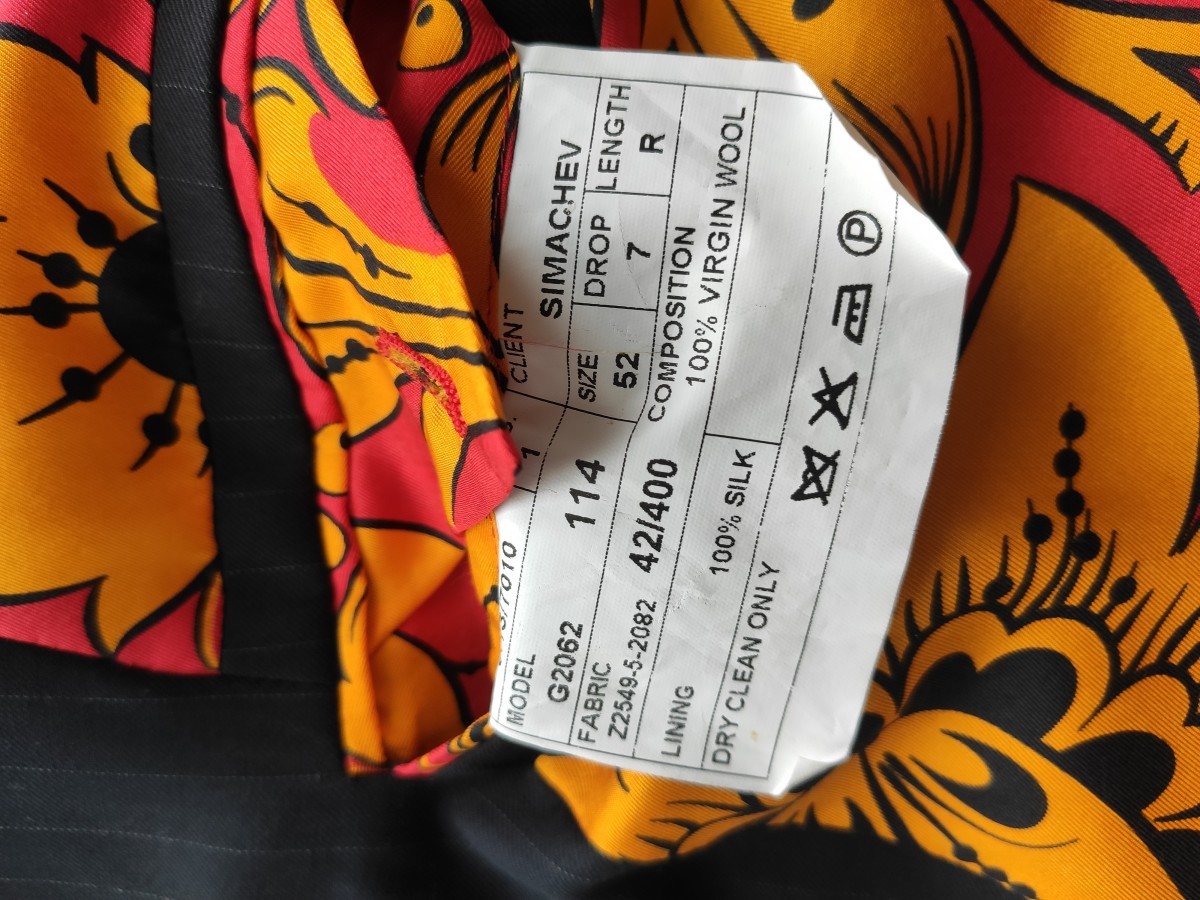 CLIENT
SIMACHEV
MODEL
G2062
114
SIZE
52
DROP
7
LENGTH
R
FABRIC
Z2549-5-2082
42/400
COMPOSITION
100% VIRGIN WOOL
LINING
100% SILK
DRY CLEAN ONLY
P